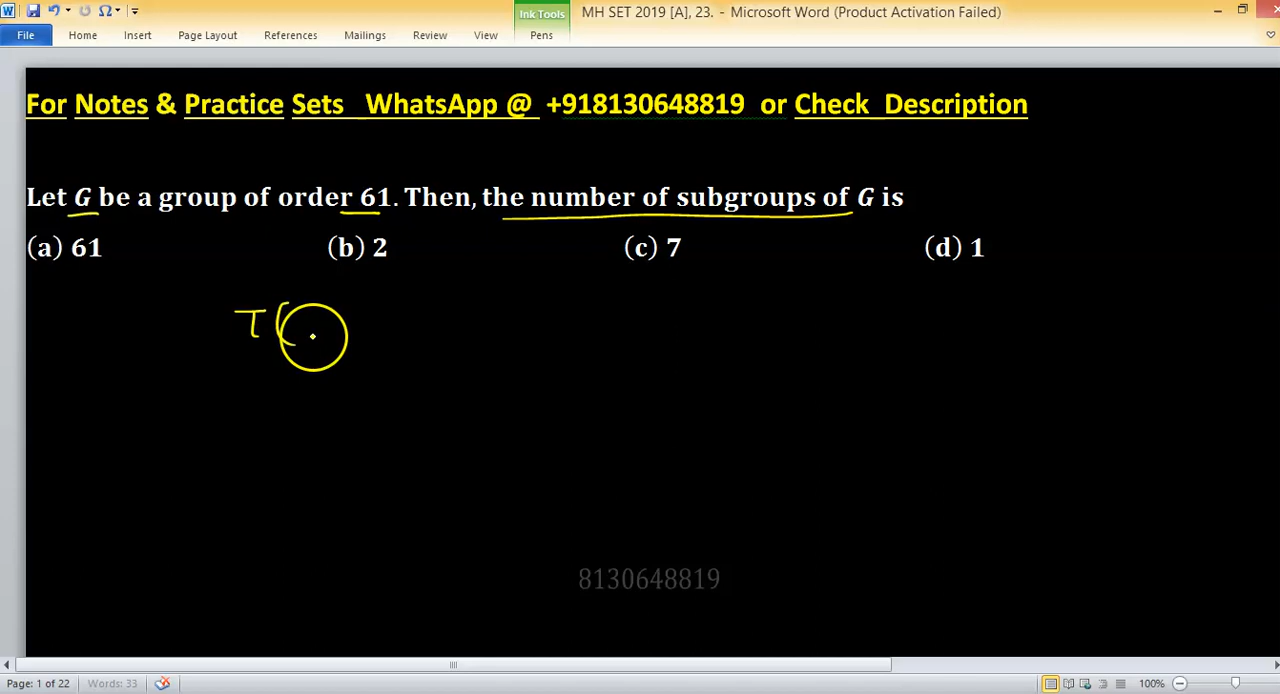 MH SET 2019 [A], 23. - Microsoft Word (Product Activation Failed)
Ink Tools
File Home Insert Page Layout References Mailings Review View Pens
For Notes & Practice Sets WhatsApp @ +918130648819 or Check Description
Let G be a group of order 61. Then, the number of subgroups of G is
(a) 61 (b) 2 (c) 7 (d) 1
T(
8130648819
Page: 1 of 22 Words: 33 100%